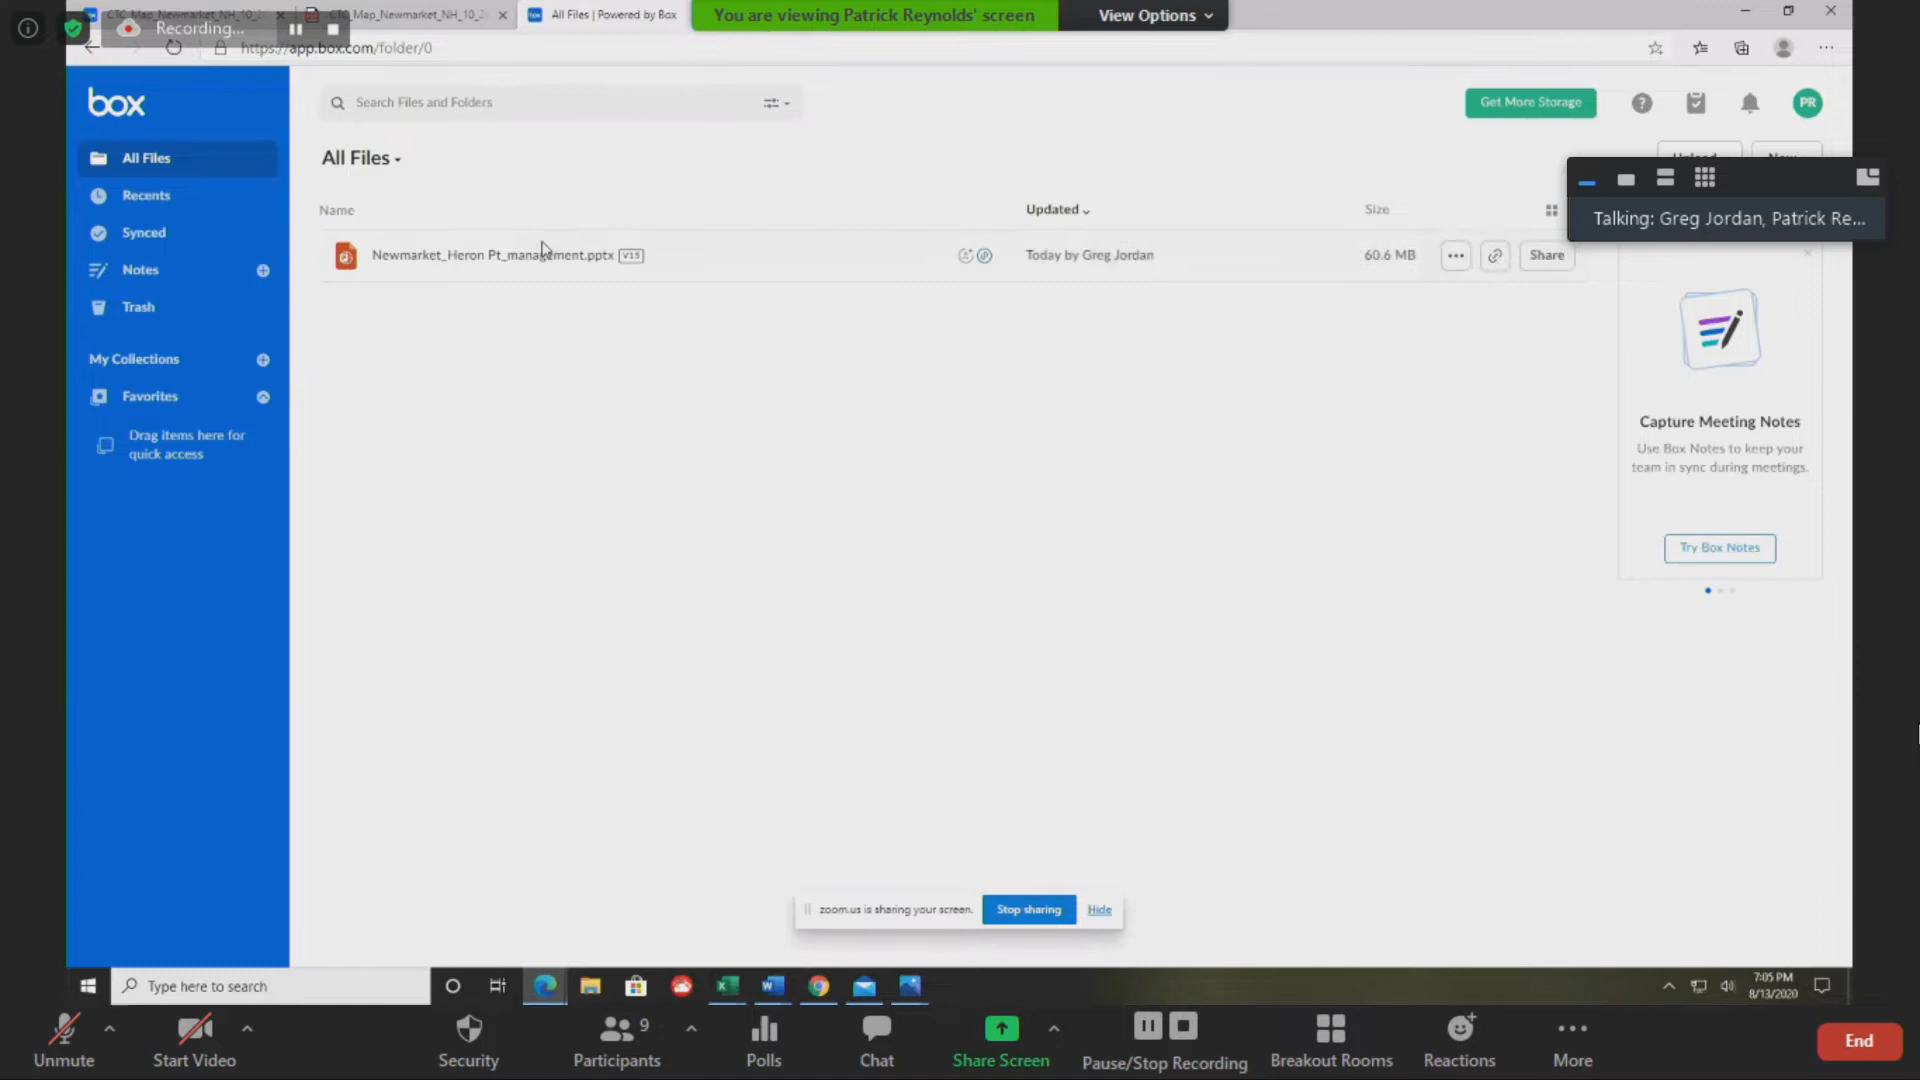 CTC_Map_Newmarket_NH_10_2
CTC_Map_Newmarket_NH_10_2
All Files | Powered by Box
You are viewing Patrick Reynolds' screen
View Options
Recording...
https://app.box.com/folder/0
box
Search Files and Folders
Get More Storage
PR
All Files
Recents
Synced
Notes
Trash
My Collections
Favorites
Drag items here for
quick access
All Files
Upload
New
Talking: Greg Jordan, Patrick Re...
Name
Updated
Size
Newmarket_Heron Pt_management.pptx V15
Today by Greg Jordan
60.6 MB
Share
Capture Meeting Notes
Use Box Notes to keep your
team in sync during meetings.
Try Box Notes
zoom.us is sharing your screen.
Stop sharing
Hide
Type here to search
7:05 PM
8/13/2020
Unmute
Start Video
Security
Participants
9
Polls
Chat
Share Screen
Pause/Stop Recording
Breakout Rooms
Reactions
More
End